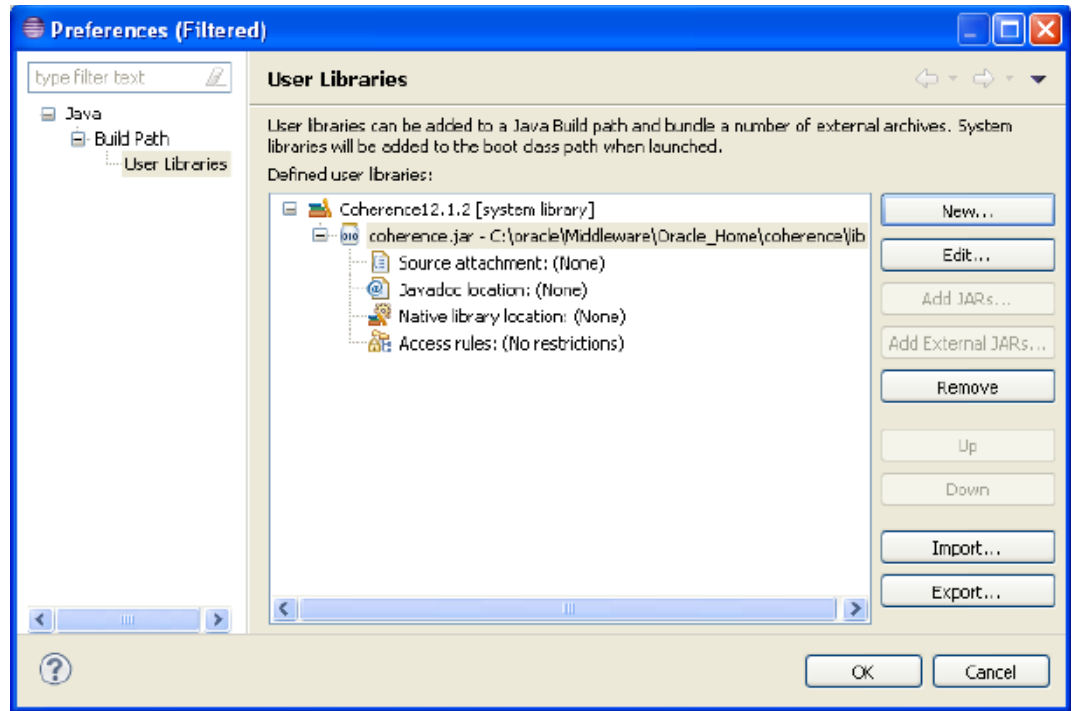 Preferences (Filtered)
type filter text
Java
Build Path
User Libraries
User Libraries
User libraries can be added to a Java Build path and bundle a number of external archives. System
libraries will be added to the boot class path when launched.
Defined user libraries:
Coherence12.1.2 [system library]
coherence.jar - C:\oracle\Middleware\Oracle_Home\coherence\lib
Source attachment: (None)
Javadoc location: (None)
Native library location: (None)
Access rules: (No restrictions)
New...
Edit...
Add JARs...
Add External JARs...
Remove
Up
Down
Import...
Export...
OK
Cancel